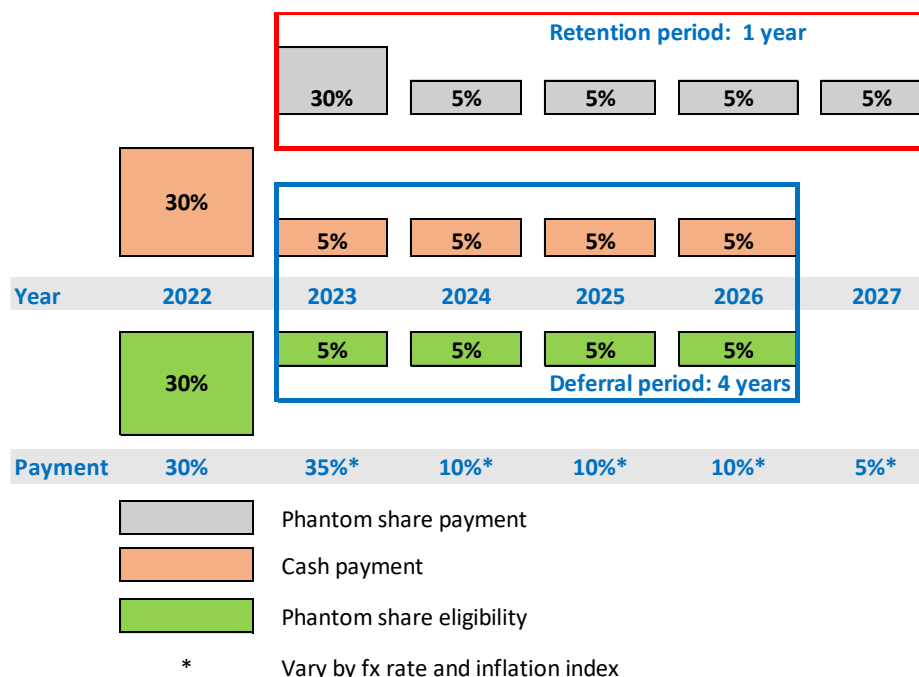 Retention period: 1 year
30% 5% 5% 5% 5%
30%
5% 5% 5% 5%
Year 2022 2023 2024 2025 2026 2027
5% 5% 5% 5%
30%
Deferral period: 4 years
Payment 30% 35%* 10%* 10%* 10%* 5%*
Phantom share payment
Cash payment
Phantom share eligibility
* Vary by fx rate and inflation index